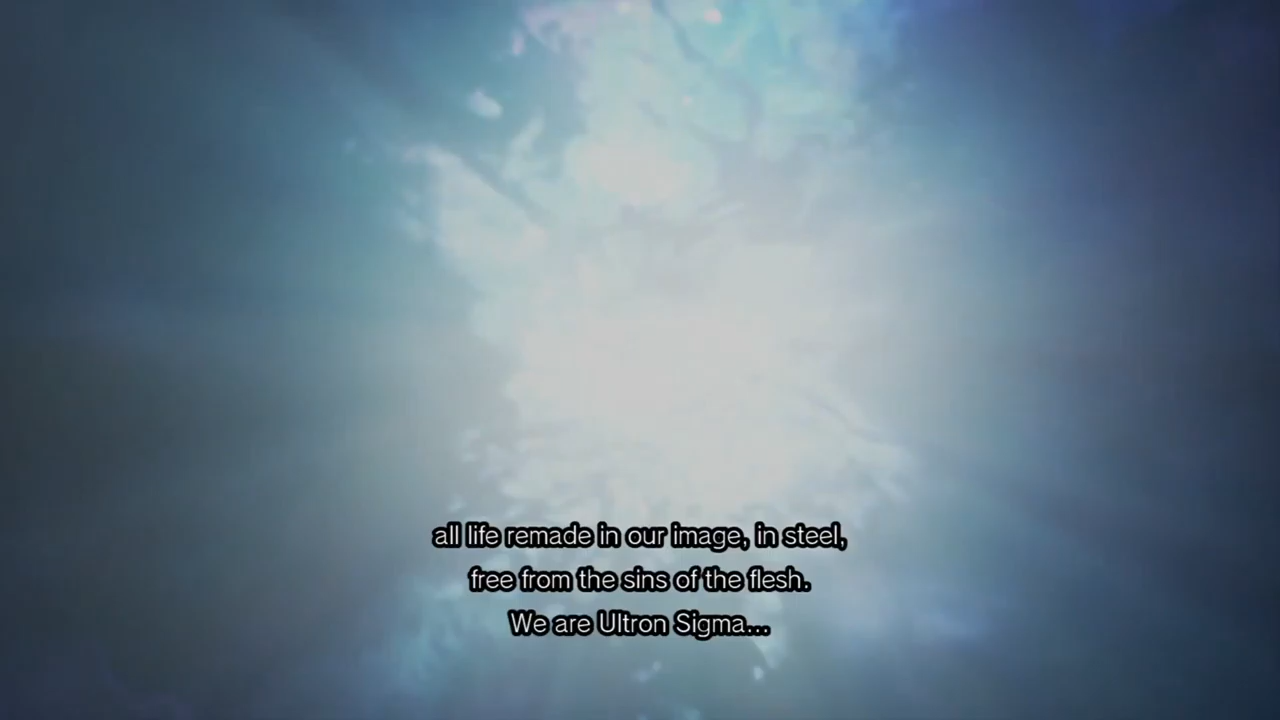 all life remade in our image, in steel,
free from the sins of the flesh.
We are Ultron Sigma...